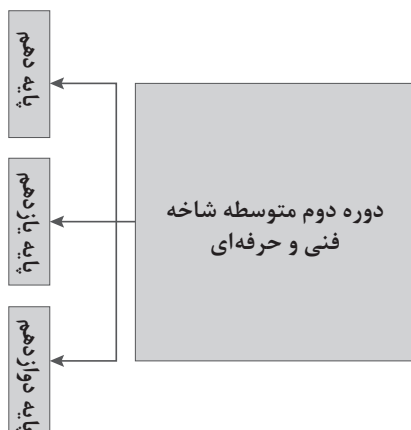 دوره دوم متوسطه شاخه
فنی و حرفه‌ای
پایه دهم
پایه یازدهم
پایه دوازدهم